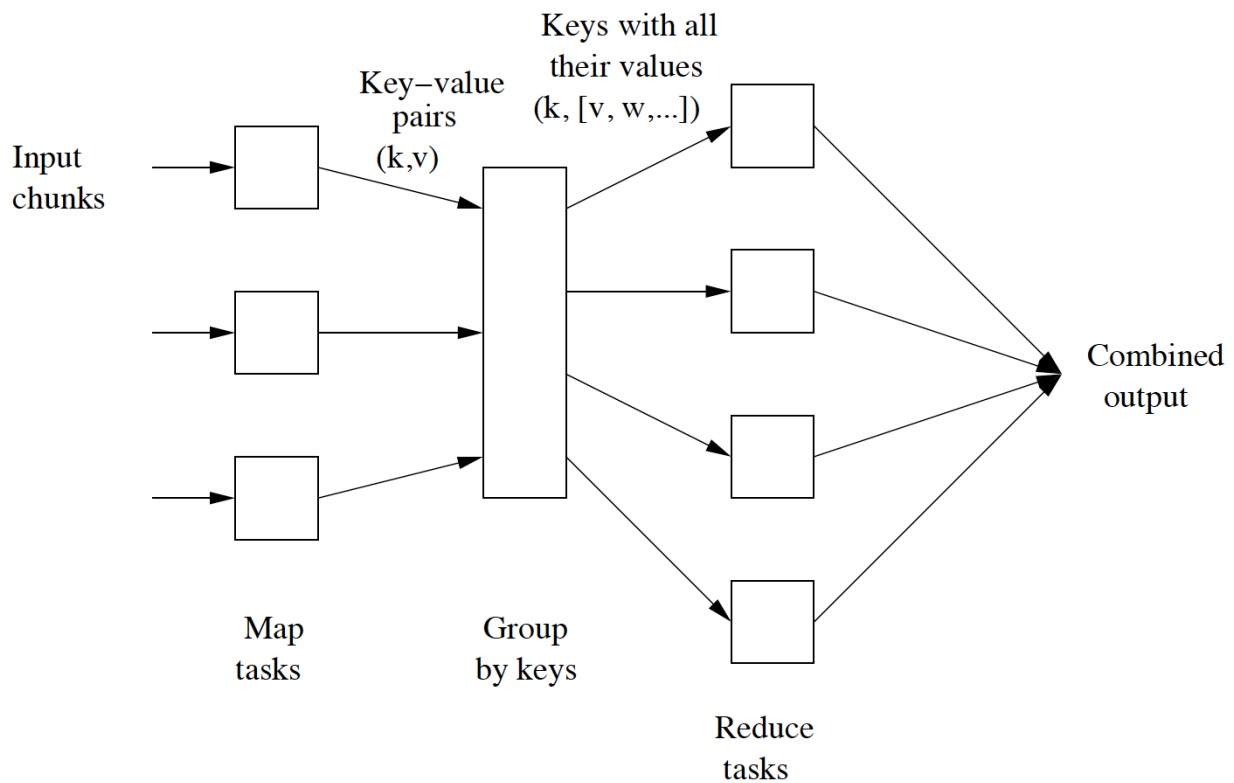 Input
chunks
Key−value
pairs
(k,v)
Keys with all
their values
(k, [v, w,...])
Combined
output
Map
tasks
Group
by keys
Reduce
tasks